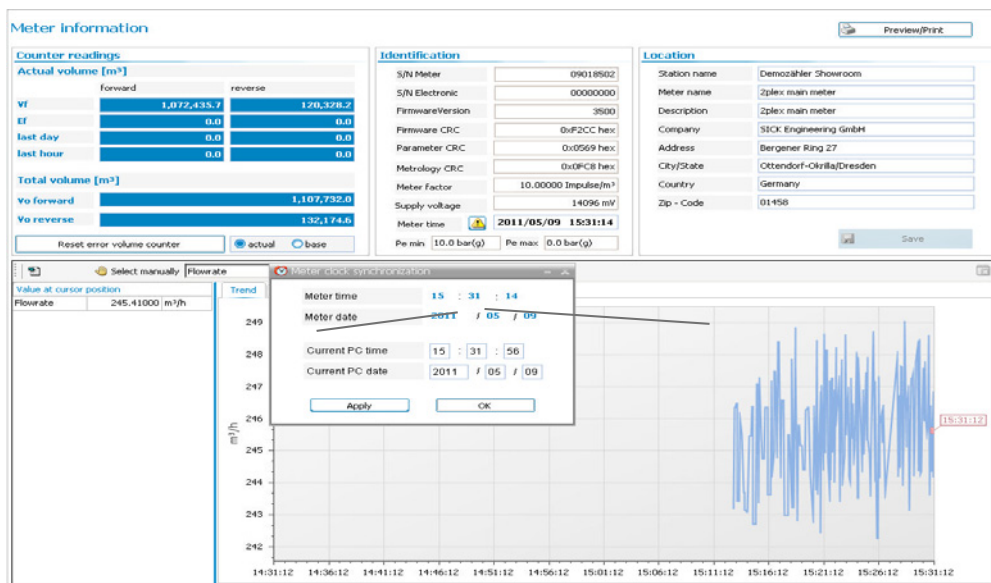 Meter information
Preview/Print
Counter readings
Actual volume [m³]
forward reverse
Vf 1,072,435.7 120,328.2
Ef 0.0 0.0
last day 0.0 0.0
last hour 0.0 0.0
Total volume [m³]
Vo forward 1,107,732.0
Vo reverse 132,174.6
Reset error volume counter actual base
Identification
S/N Meter 09018502
S/N Electronic 00000000
FirmwareVersion 3500
Firmware CRC 0xF2CC hex
Parameter CRC 0x0569 hex
Metrology CRC 0x0FC8 hex
Meter factor 10.00000 Impulse/m³
Supply voltage 14096 mV
Meter time 2011/05/09 15:31:14
Pe min 10.0 bar(g) Pe max 0.0 bar(g)
Location
Station name Demozähler Showroom
Meter name 2plex main meter
Description 2plex main meter
Company SICK Engineering GmbH
Address Bergener Ring 27
City/State Ottendorf-Okrilla/Dresden
Country Germany
Zip - Code 01458
Save
Select manually Flowrate
Value at cursor position
Flowrate 245.41000 m³/h
Trend
Meter clock synchronization
Meter time 15 : 31 : 14
Meter date 2011 / 05 / 09
Current PC time 15 : 31 : 56
Current PC date 2011 / 05 / 09
Apply OK
m³/h
249
248
247
246
245
244
243
242
15:31:12
14:31:12 14:36:12 14:41:12 14:46:12 14:51:12 14:56:12 15:01:12 15:06:12 15:11:12 15:16:12 15:21:12 15:26:12 15:31:12